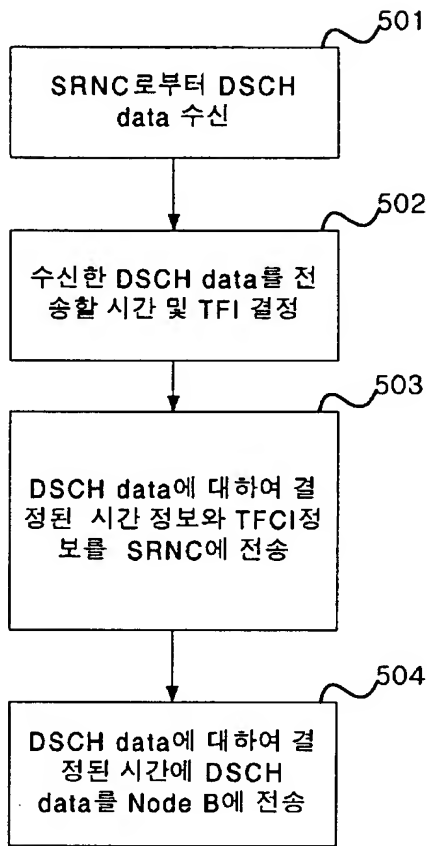 501
SRNC로부터 DSCH
data 수신
502
수신한 DSCH data를 전
송할 시간 및 TFI 결정
503
DSCH data에 대하여 결
정된 시간 정보와 TFCI정
보를 SRNC에 전송
504
DSCH data에 대하여 결
정된 시간에 DSCH
data를 Node B에 전송